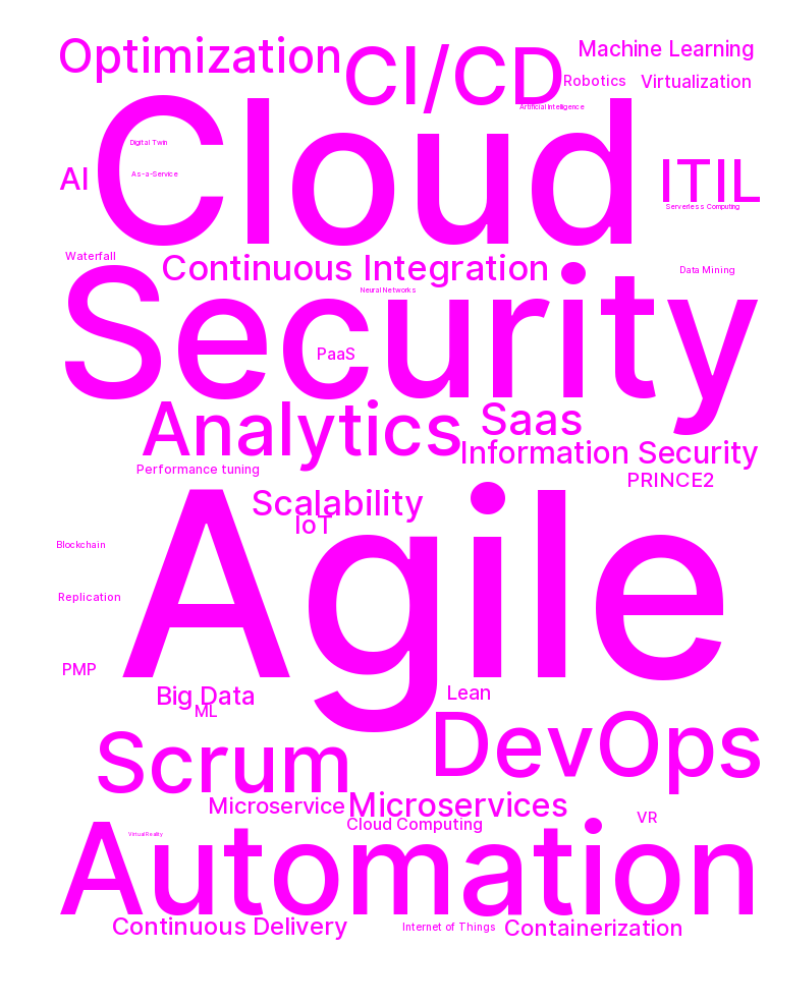 Optimization
CI/CD
Machine Learning
Robotics
Virtualization
Artificial Intelligence
Cloud
Digital Twin
As-a-Service
AI
ITIL
Serverless Computing
Waterfall
Continuous Integration
Data Mining
Neural Networks
Security
PaaS
Analytics
Saas
Information Security
Performance tuning
PRINCE2
Scalability
IoT
Agile
Blockchain
Replication
PMP
Big Data
Lean
ML
DevOps
Scrum
Microservice
Microservices
Cloud Computing
VR
Virtual Reality
Automation
Continuous Delivery
Internet of Things
Containerization